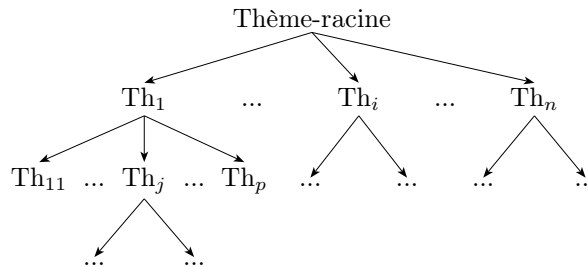 Thème-racine
Th₁ ... Thᵢ ... Thₙ
Th₁₁ ... Thⱼ ... Thₚ ... ... ... ...
... ...